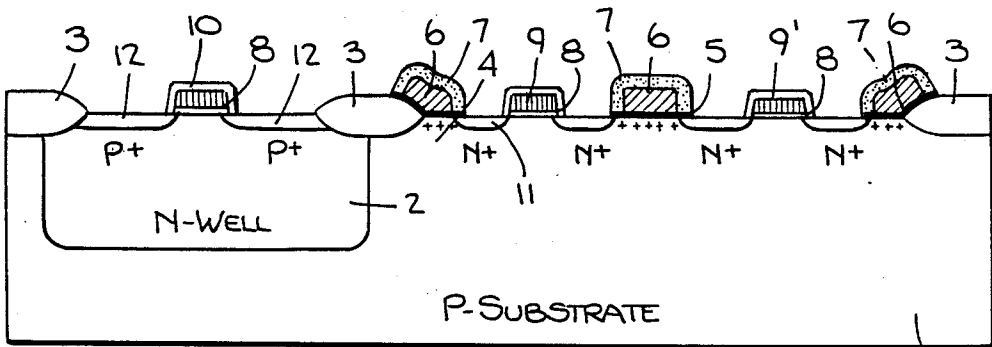 3 12 10 8 12 3 6 7 4 9 8 7 6 5 9' 7 8 6 3
+++ +++++ +++
P+ P+ N+ N+ N+ N+
11
N-WELL 2
P-SUBSTRATE